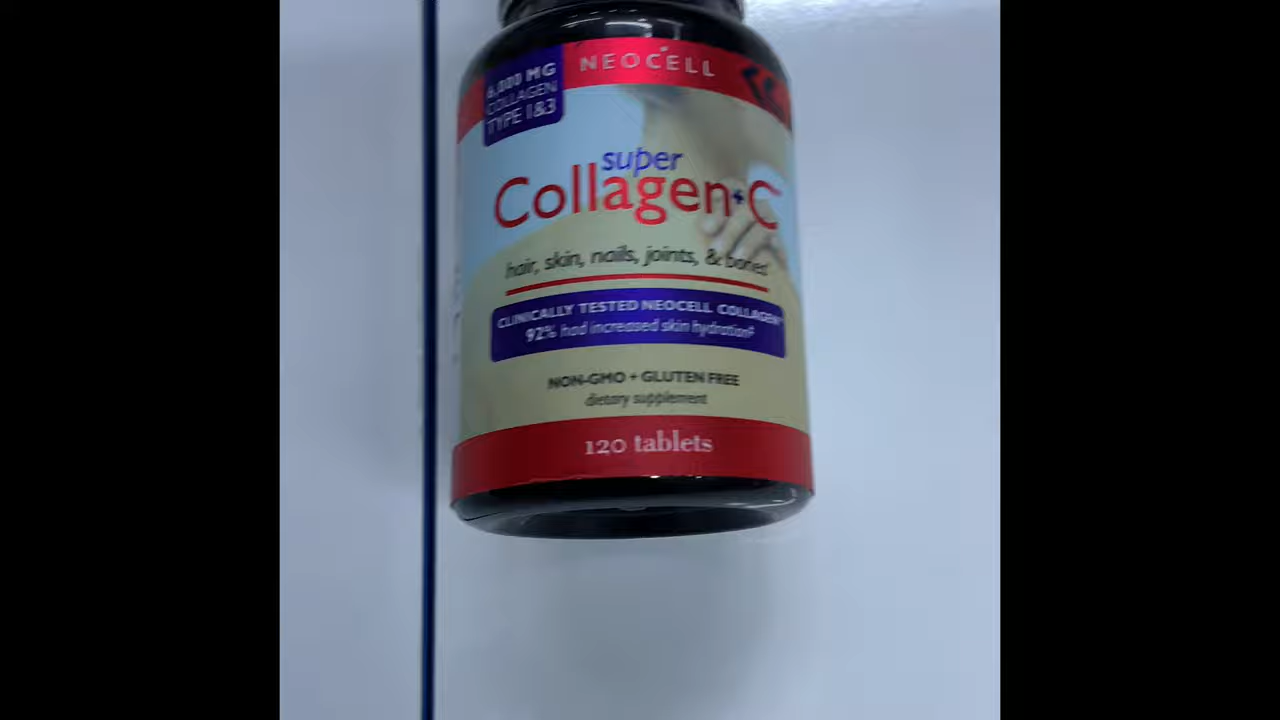 NEOCELL
6,000 MG
COLLAGEN
TYPE 1&3
super
Collagen+C
hair, skin, nails, joints, & bones*
CLINICALLY TESTED NEOCELL COLLAGEN
92% had increased skin hydration‡
NON-GMO + GLUTEN FREE
dietary supplement
120 tablets